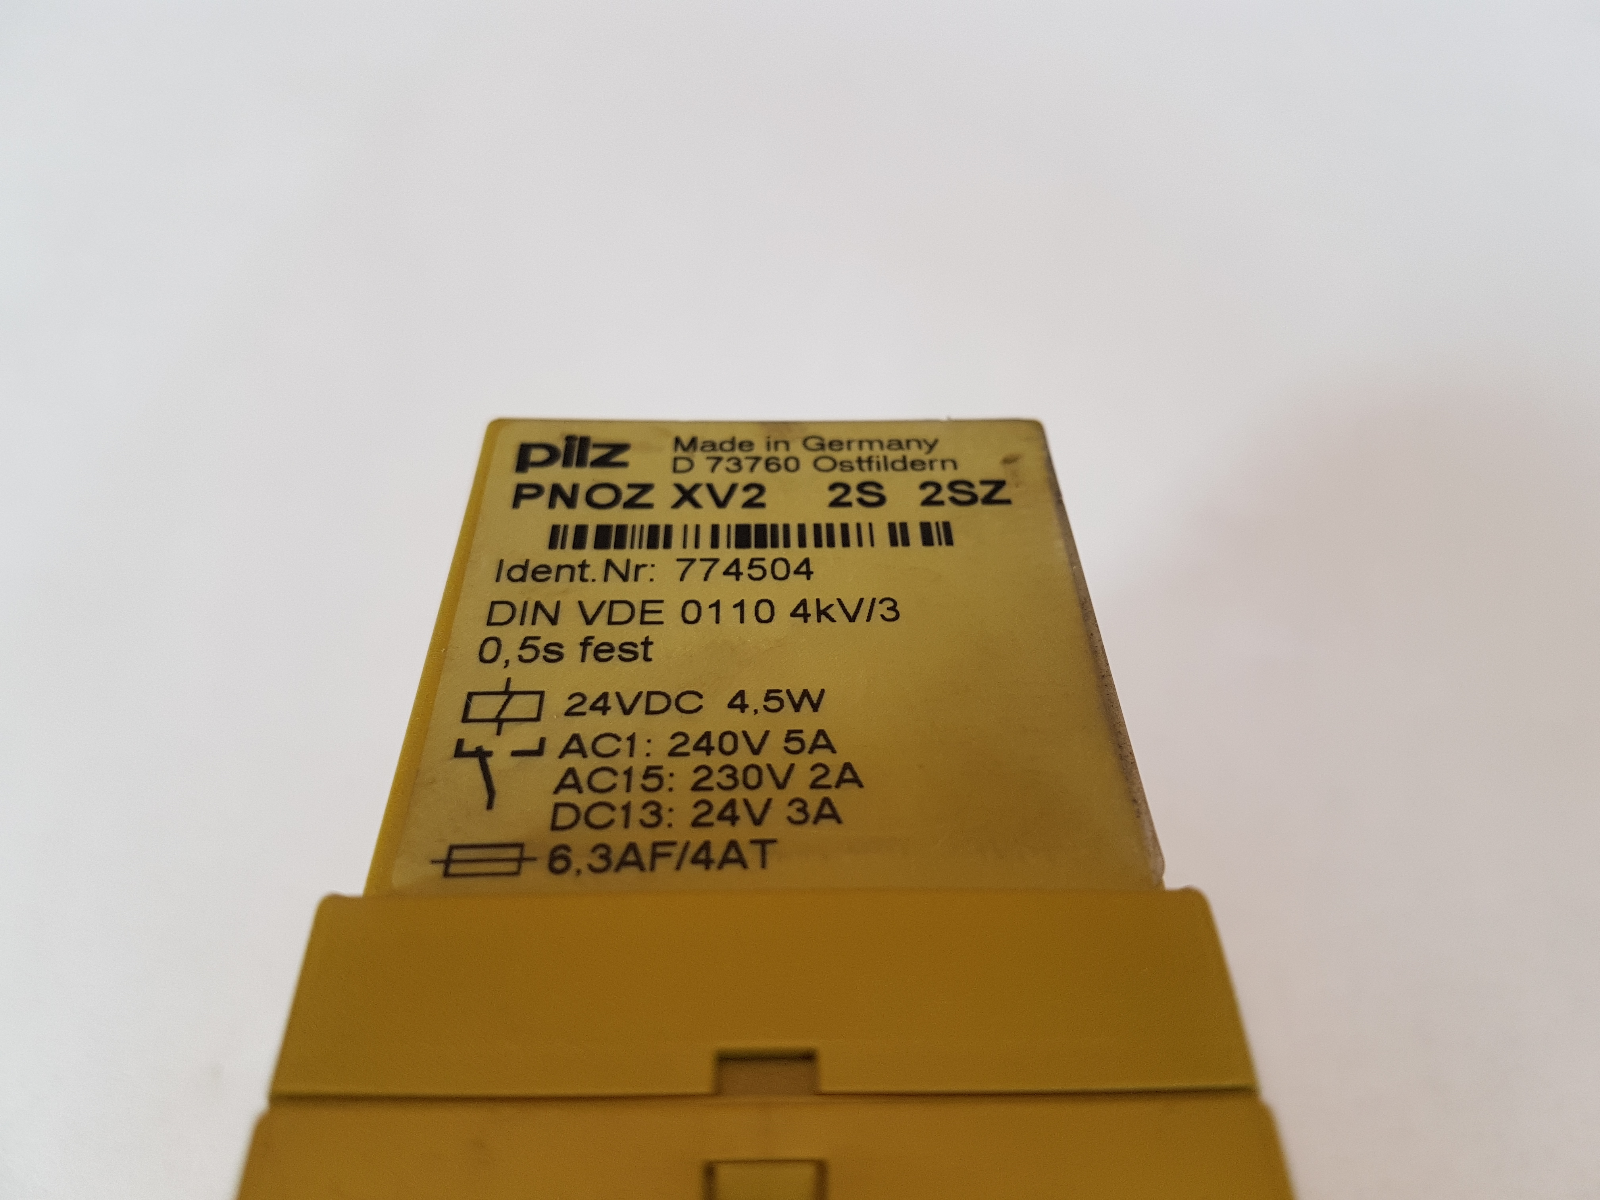 pilz Made in Germany
D 73760 Ostfildern
PNOZ XV2 2S 2SZ
Ident.Nr: 774504
DIN VDE 0110 4kV/3
0,5s fest
24VDC 4,5W
AC1: 240V 5A
AC15: 230V 2A
DC13: 24V 3A
6,3AF/4AT